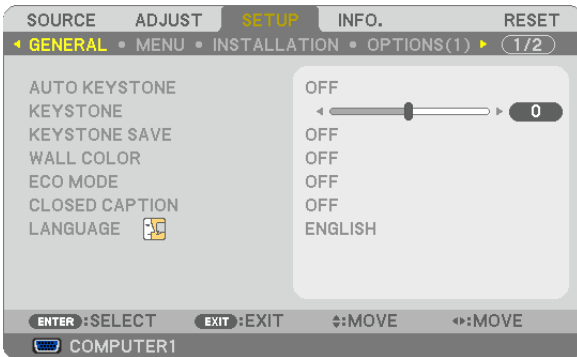 SOURCE ADJUST SETUP INFO. RESET
GENERAL • MENU • INSTALLATION • OPTIONS(1) 1/2
AUTO KEYSTONE OFF
KEYSTONE 0
KEYSTONE SAVE OFF
WALL COLOR OFF
ECO MODE OFF
CLOSED CAPTION OFF
LANGUAGE ENGLISH
ENTER :SELECT EXIT :EXIT :MOVE :MOVE
COMPUTER1